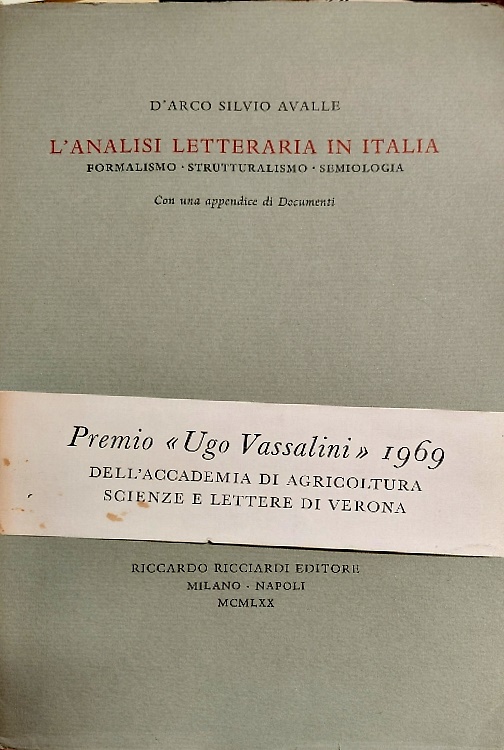 D'ARCO SILVIO AVALLE
L'ANALISI LETTERARIA IN ITALIA
FORMALISMO · STRUTTURALISMO · SEMIOLOGIA
Con una appendice di Documenti
Premio « Ugo Vassalini » 1969
DELL'ACCADEMIA DI AGRICOLTURA
SCIENZE E LETTERE DI VERONA
RICCARDO RICCIARDI EDITORE
MILANO · NAPOLI
MCMLXX